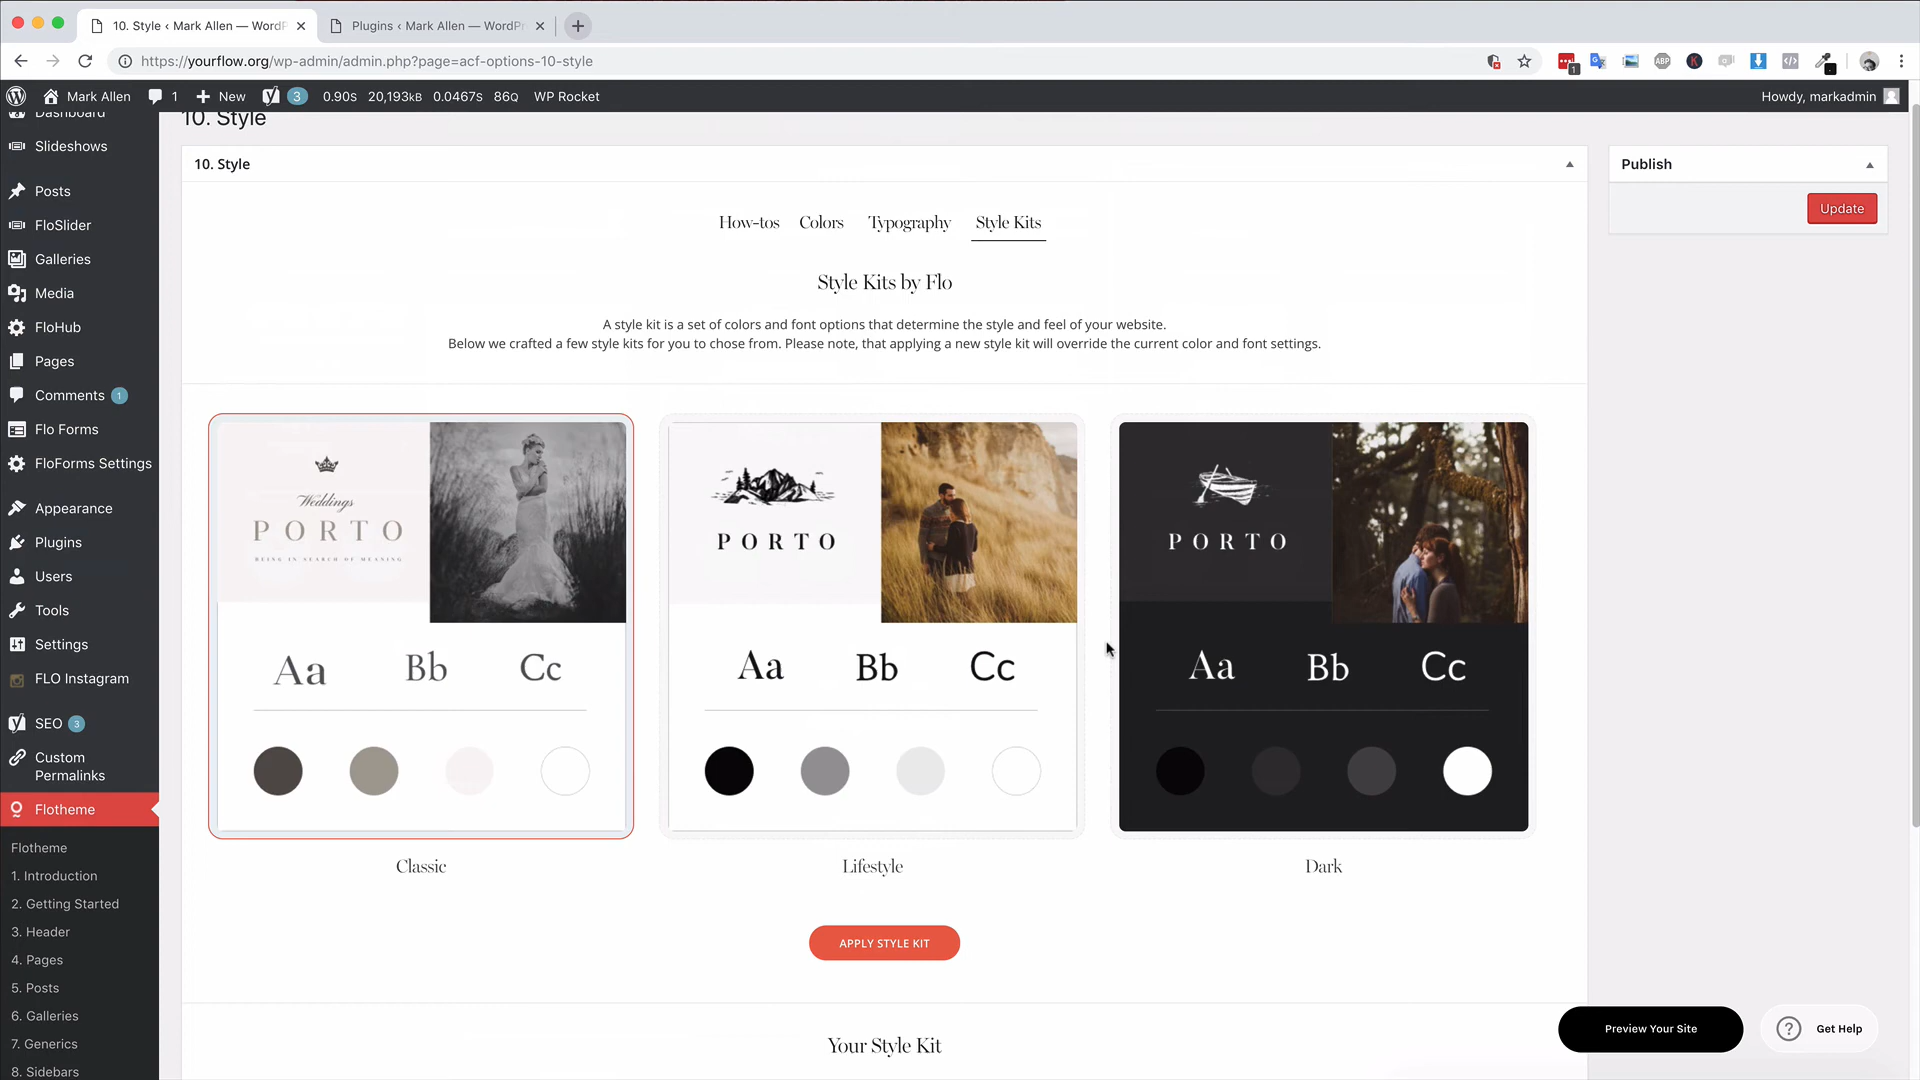 10. Style ‹ Mark Allen — WordP
Plugins ‹ Mark Allen — WordPr
https://yourflow.org/wp-admin/admin.php?page=acf-options-10-style
1
ABP
K
Mark Allen
1
New
3
0.90s
20,193kB
0.0467s
86Q
WP Rocket
Howdy, markadmin
Dashboard
Slideshows
Posts
FloSlider
Galleries
Media
FloHub
Pages
Comments 1
Flo Forms
FloForms Settings
Appearance
Plugins
Users
Tools
Settings
FLO Instagram
SEO 3
Custom
Permalinks
Flotheme
Flotheme
1. Introduction
2. Getting Started
3. Header
4. Pages
5. Posts
6. Galleries
7. Generics
8. Sidebars
10. Style
10. Style
How-tos
Colors
Typography
Style Kits
Style Kits by Flo
A style kit is a set of colors and font options that determine the style and feel of your website.
Below we crafted a few style kits for you to chose from. Please note, that applying a new style kit will override the current color and font settings.
Weddings
PORTO
BEING IN SEARCH OF MEANING
Aa Bb Cc
Classic
PORTO
Aa Bb Cc
Lifestyle
PORTO
Aa Bb Cc
Dark
APPLY STYLE KIT
Your Style Kit
Publish
Update
Preview Your Site
? Get Help